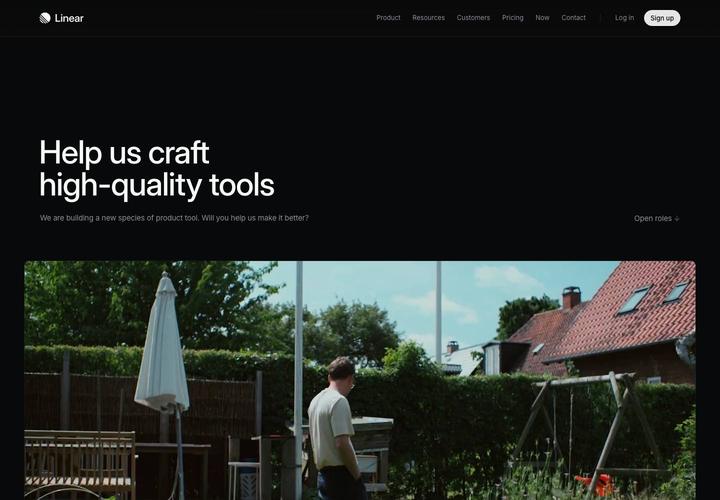 Linear
Product
Resources
Customers
Pricing
Now
Contact
Log in
Sign up
Help us craft
high-quality tools
We are building a new species of product tool. Will you help us make it better?
Open roles ↓